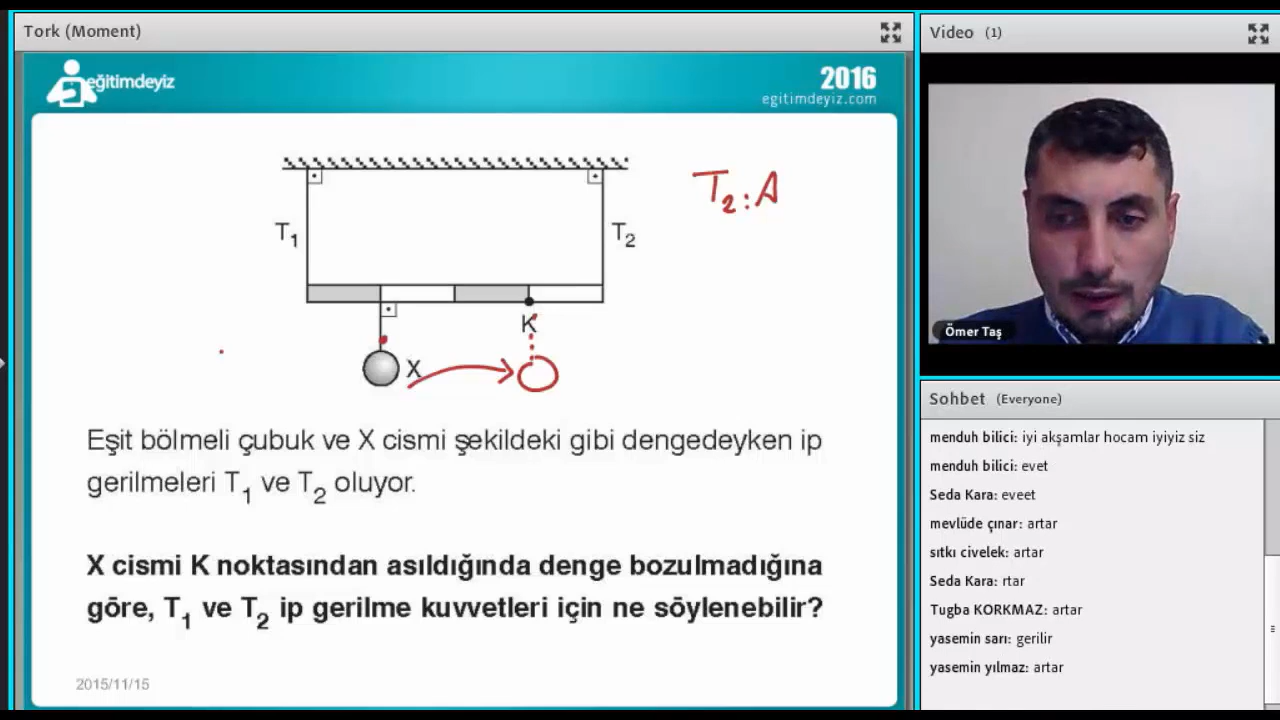 Tork (Moment)
eğitimdeyiz
2016
egitimdeyiz.com
T1
T2
T2:A
K
X
Eşit bölmeli çubuk ve X cismi şekildeki gibi dengedeyken ip
gerilmeleri T1 ve T2 oluyor.
X cismi K noktasından asıldığında denge bozulmadığına
göre, T1 ve T2 ip gerilme kuvvetleri için ne söylenebilir?
2015/11/15
Video (1)
Ömer Taş
Sohbet (Everyone)
menduh bilici: iyi akşamlar hocam iyiyiz siz
menduh bilici: evet
Seda Kara: eveet
mevlüde çınar: artar
sıtkı civelek: artar
Seda Kara: rtar
Tugba KORKMAZ: artar
yasemin sarı: gerilir
yasemin yılmaz: artar